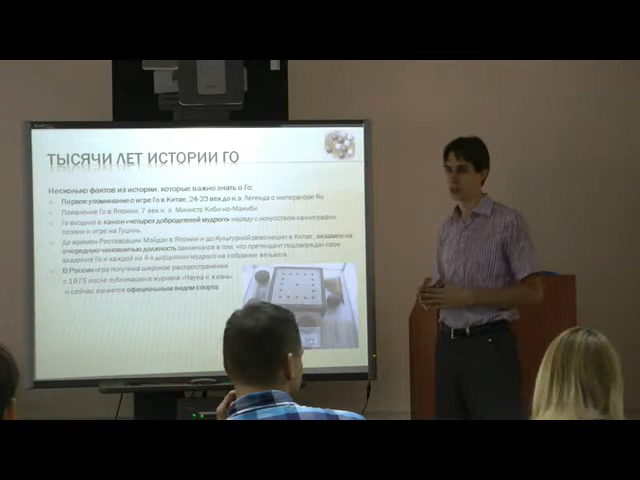 ТЫСЯЧИ ЛЕТ ИСТОРИИ ГО
Несколько фактов из истории, которые важно знать о Го:
Первое упоминание о игре Го в Китае, 24-23 век до н.э. Легенда о императоре Яо
Появление Го в Японии, 7 век н. э. Министр Киби-но-Макиби.
Го входило в канон «четырех добродетелей мудрого» наряду с искусством каллиграфии,
поэзии и игре на Гуцинь.
До времен Реставрации Мэйдзи в Японии и до Культурной революции в Китае, экзамен на
очередную чиновничью должность заключался в том, что претендент подтверждал свое
владение Го и каждой из 4-х дисциплин мудрого на собрании вельмож.
В России игра получила широкое распространение
с 1975 после публикации в журнале «Наука и жизнь»
и сейчас является официальным видом спорта